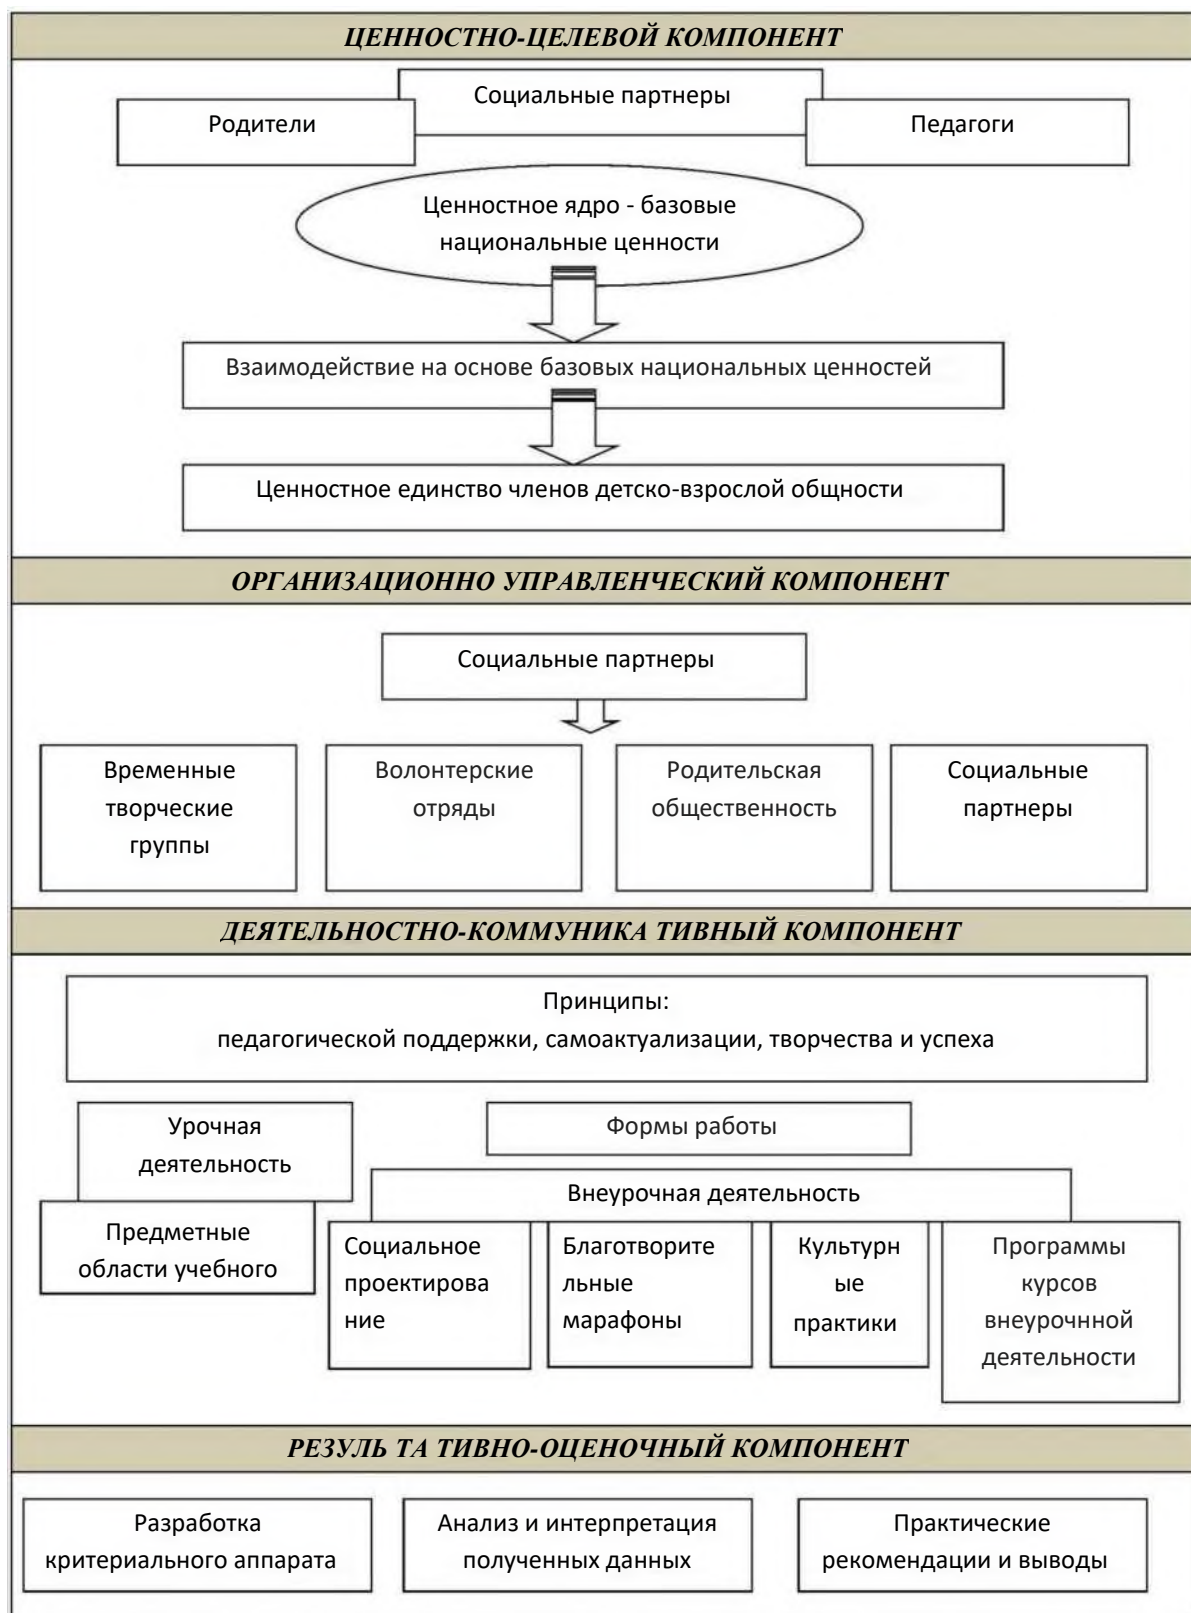 ЦЕННОСТНО-ЦЕЛЕВОЙ КОМПОНЕНТ
Социальные партнеры
Родители
Педагоги
Ценностное ядро - базовые
национальные ценности
Взаимодействие на основе базовых национальных ценностей
Ценностное единство членов детско-взрослой общности
ОРГАНИЗАЦИОННО УПРАВЛЕНЧЕСКИЙ КОМПОНЕНТ
Социальные партнеры
Временные
творческие
группы
Волонтерские
отряды
Родительская
общественность
Социальные
партнеры
ДЕЯТЕЛЬНОСТНО-КОММУНИКА ТИВНЫЙ КОМПОНЕНТ
Принципы:
педагогической поддержки, самоактуализации, творчества и успеха
Урочная
деятельность
Формы работы
Внеурочная деятельность
Предметные
области учебного
Социальное
проектирова
ние
Благотворите
льные
марафоны
Культурн
ые
практики
Программы
курсов
внеурочнной
деятельности
РЕЗУЛЬ ТА ТИВНО-ОЦЕНОЧНЫЙ КОМПОНЕНТ
Разработка
критериального аппарата
Анализ и интерпретация
полученных данных
Практические
рекомендации и выводы